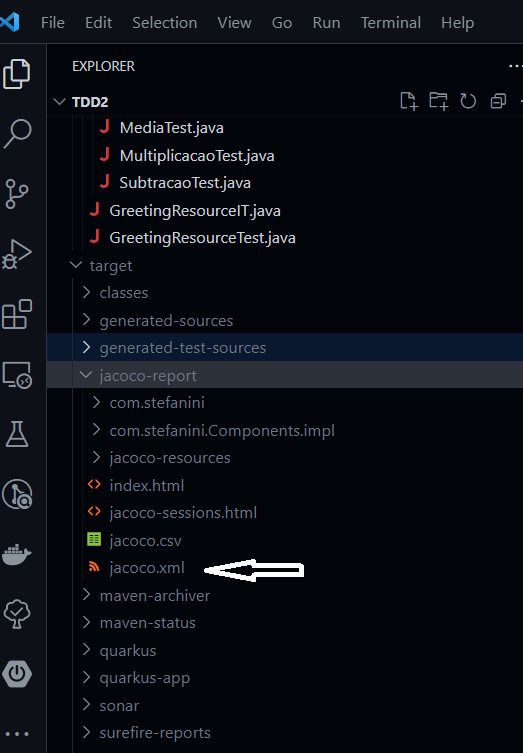 File Edit Selection View Go Run Terminal Help
EXPLORER
TDD2
MediaTest.java
MultiplicacaoTest.java
SubtracaoTest.java
GreetingResourceIT.java
GreetingResourceTest.java
target
classes
generated-sources
generated-test-sources
jacoco-report
com.stefanini
com.stefanini.Components.impl
jacoco-resources
index.html
jacoco-sessions.html
jacoco.csv
jacoco.xml
maven-archiver
maven-status
quarkus
quarkus-app
sonar
surefire-reports